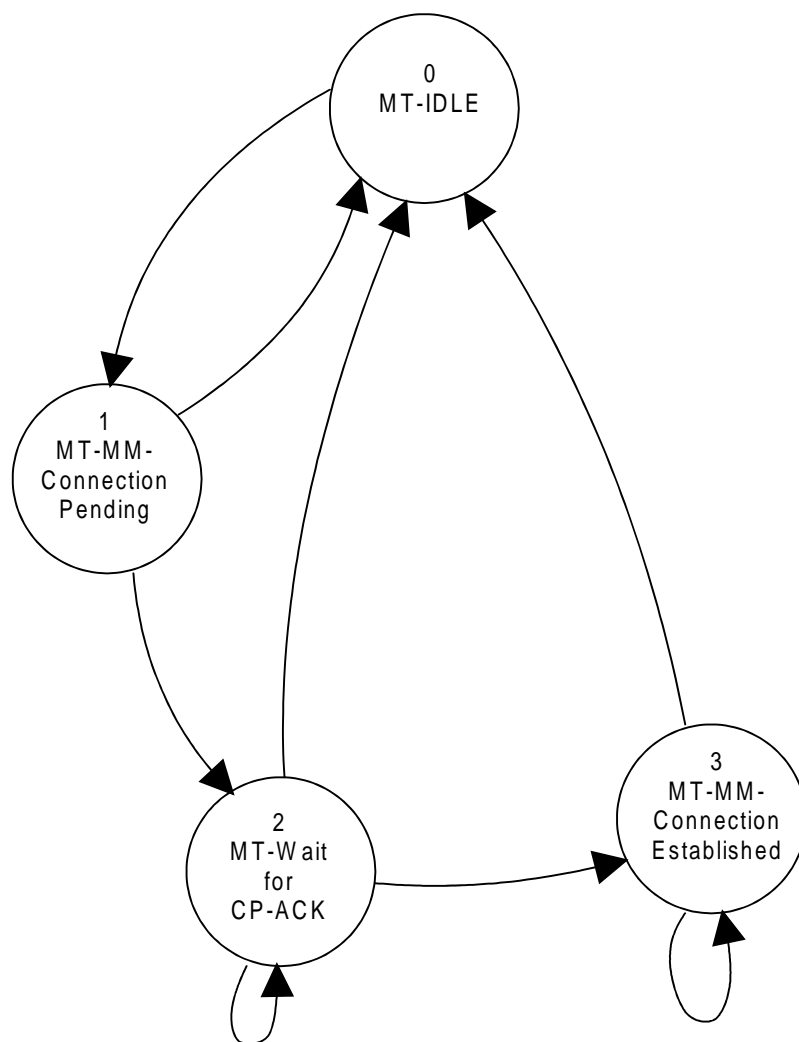 0
MT-IDLE
1
MT-MM-
Connection
Pending
2
MT-Wait
for
CP-ACK
3
MT-MM-
Connection
Established